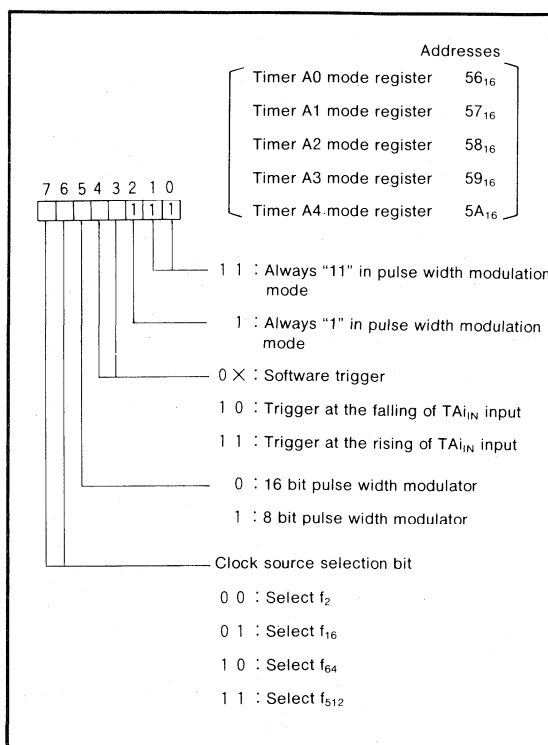 Addresses
Timer A0 mode register 56₁₆
Timer A1 mode register 57₁₆
Timer A2 mode register 58₁₆
Timer A3 mode register 59₁₆
Timer A4 mode register 5A₁₆
7 6 5 4 3 2 1 0
1 1 1
1 1 : Always "11" in pulse width modulation
mode
1 : Always "1" in pulse width modulation
mode
0 × : Software trigger
1 0 : Trigger at the falling of TAiIN input
1 1 : Trigger at the rising of TAiIN input
0 : 16 bit pulse width modulator
1 : 8 bit pulse width modulator
Clock source selection bit
0 0 : Select f₂
0 1 : Select f₁₆
1 0 : Select f₆₄
1 1 : Select f₅₁₂